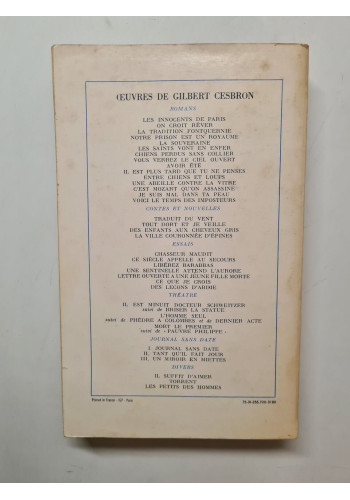 ŒUVRES DE GILBERT CESBRON
ROMANS
LES INNOCENTS DE PARIS
ON CROIT RÊVER
LA TRADITION FONTQUERNIE
NOTRE PRISON EST UN ROYAUME
LA SOUVERAINE
LES SAINTS VONT EN ENFER
CHIENS PERDUS SANS COLLIER
VOUS VERREZ LE CIEL OUVERT
AVOIR ÉTÉ
IL EST PLUS TARD QUE TU NE PENSES
ENTRE CHIENS ET LOUPS
UNE ABEILLE CONTRE LA VITRE
C'EST MOZART QU'ON ASSASSINE
JE SUIS MAL DANS TA PEAU
VOICI LE TEMPS DES IMPOSTEURS
CONTES ET NOUVELLES
TRADUIT DU VENT
TOUT DORT ET JE VEILLE
DES ENFANTS AUX CHEVEUX GRIS
LA VILLE COURONNÉE D'ÉPINES
ESSAIS
CHASSEUR MAUDIT
CE SIÈCLE APPELLE AU SECOURS
LIBÉREZ BARABBAS
UNE SENTINELLE ATTEND L'AURORE
LETTRE OUVERTE A UNE JEUNE FILLE MORTE
CE QUE JE CROIS
DES LEÇONS D'ABIME
THÉATRE
IL EST MINUIT DOCTEUR SCHWEITZER
suivi de BRISER LA STATUE
L'HOMME SEUL
suivi de PHÈDRE A COLOMBES et de DERNIER ACTE
MORT LE PREMIER
suivi de « PAUVRE PHILIPPE »
JOURNAL SANS DATE
I. JOURNAL SANS DATE
II. TANT QU'IL FAIT JOUR
III. UN MIROIR EN MIETTES
DIVERS
IL SUFFIT D'AIMER
TORRENT
LES PETITS DES HOMMES